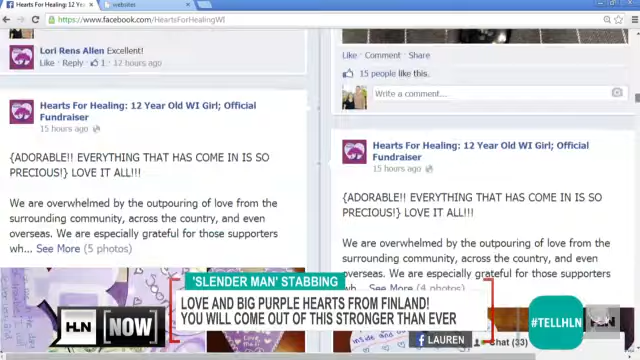 Hearts For Healing: 12 Y
websites
https://www.facebook.com/HeartsForHealingWI
Lori Rens Allen Excellent!
Like · Reply · 1 · 12 hours ago
Hearts For Healing: 12 Year Old WI Girl; Official
Fundraiser
15 hours ago
{ADORABLE!! EVERYTHING THAT HAS COME IN IS SO
PRECIOUS!} LOVE IT ALL!!!
We are overwhelmed by the outpouring of love from the
surrounding community, across the country, and even
overseas. We are especially grateful for those supporters
wh... See More (5 photos)
Like · Comment · Share
15 people like this.
Write a comment...
Hearts For Healing: 12 Year Old WI Girl; Official
Fundraiser
15 hours ago
{ADORABLE!! EVERYTHING THAT HAS COME IN IS SO
PRECIOUS!} LOVE IT ALL!!!
We are overwhelmed by the outpouring of love from the
surrounding community, across the country, and even
overseas. We are especially grateful for those supporters
wh... See More (4 photos)
'SLENDER MAN' STABBING
LOVE AND BIG PURPLE HEARTS FROM FINLAND!
YOU WILL COME OUT OF THIS STRONGER THAN EVER
HLN NOW
f LAUREN
#TELLHLN
HLN
Chat (33)